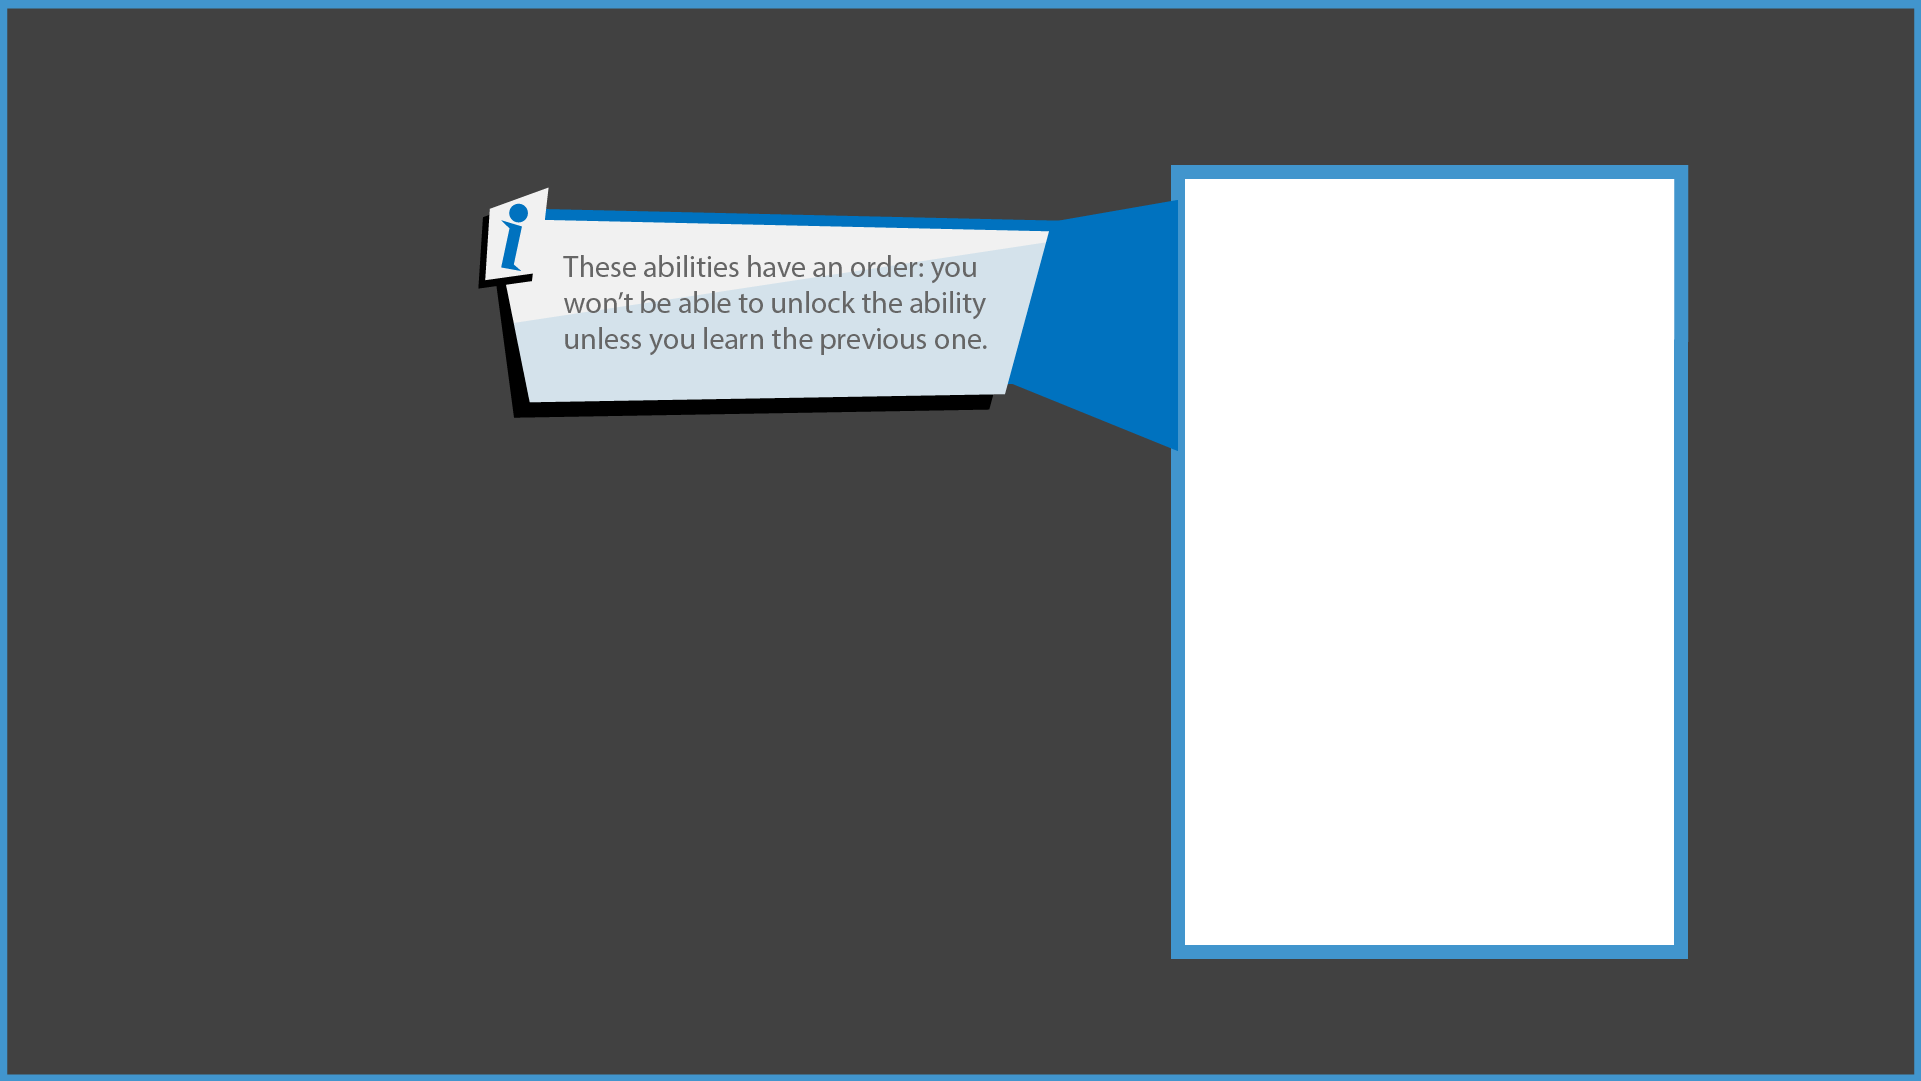 i
These abilities have an order: you
won’t be able to unlock the ability
unless you learn the previous one.